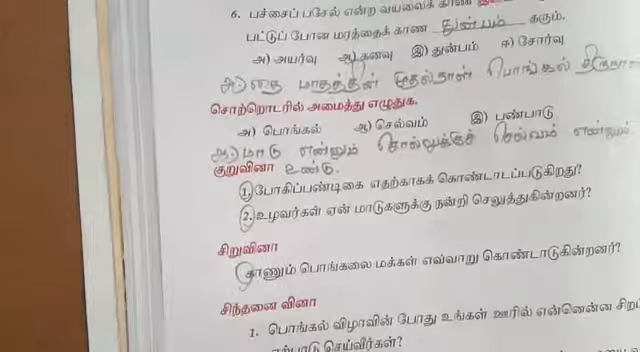 6. பச்சைப் பசேல் என்ற வயலைக் காண
பட்டுப் போன மரத்தைக் காண துன்பம் தரும்.
அ) அயர்வு ஆ) கனவு இ) துன்பம் ஈ) சோர்வு
அ) தை மாதத்தின் முதல்நாள் பொங்கல்
சொற்றொடரில் அமைத்து எழுதுக.
அ) பொங்கல் ஆ) செல்வம் இ) பண்பாடு
ஆ) மாடு என்னும் சொல்லுக்குச் செல்வம் என்னும்
குறுவினா உண்டு.
1. போகிப்பண்டிகை எதற்காகக் கொண்டாடப்படுகிறது?
2. உழவர்கள் ஏன் மாடுகளுக்கு நன்றி செலுத்துகின்றனர்?
சிறுவினா
காணும் பொங்கலை மக்கள் எவ்வாறு கொண்டாடுகின்றனர்?
சிந்தனை வினா
1. பொங்கல் விழாவின் போது உங்கள் ஊரில் என்னென்ன
ஏற்பாடு செய்வீர்கள்?